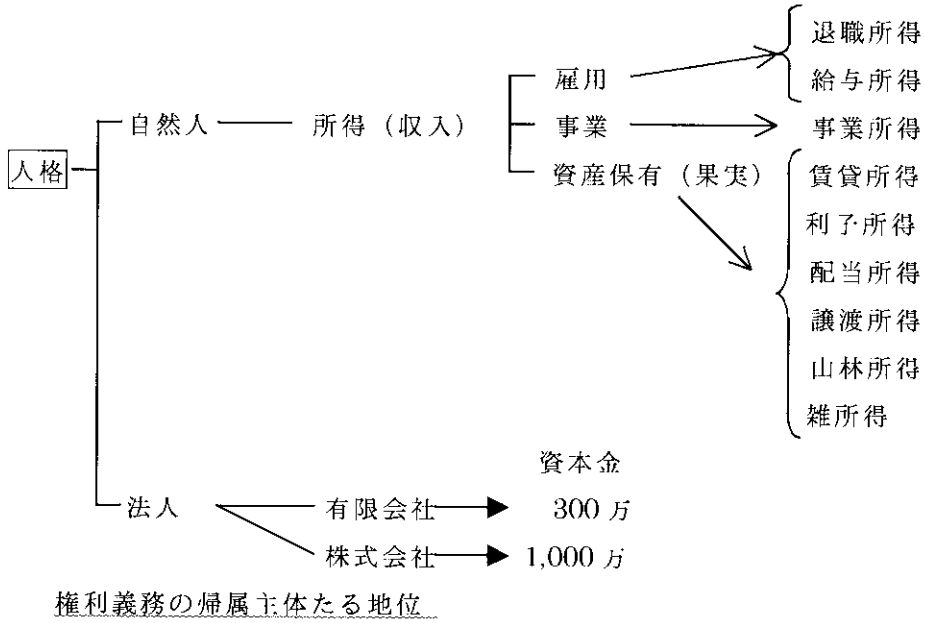 退職所得
雇用 給与所得
自然人 所得（収入） 事業 事業所得
人格 資産保有（果実） 賃貸所得
利子所得
配当所得
譲渡所得
山林所得
雑所得
資本金
法人 有限会社 300万
株式会社 1,000万
権利義務の帰属主体たる地位